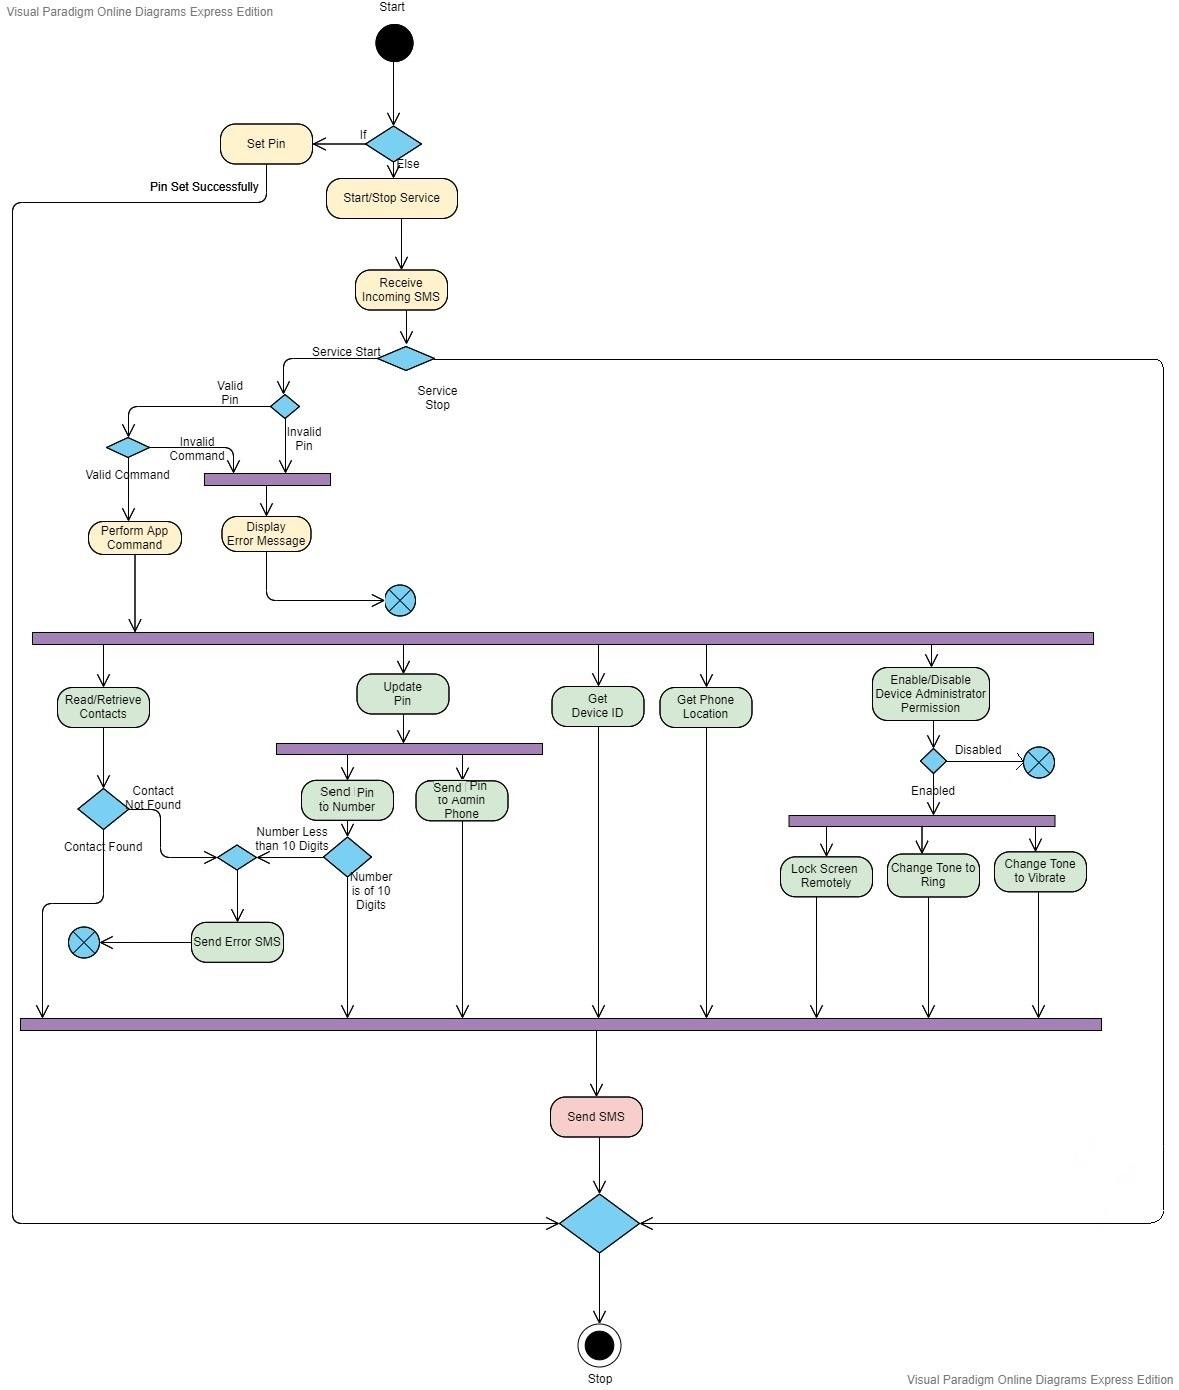 Visual Paradigm Online Diagrams Express Edition
Start
If
Set Pin
Else
Pin Set Successfully
Start/Stop Service
Receive
Incoming SMS
Service Start
Service
Stop
Valid
Pin
Invalid
Pin
Invalid
Command
Valid Command
Perform App
Command
Display
Error Message
Read/Retrieve
Contacts
Update
Pin
Get
Device ID
Get Phone
Location
Enable/Disable
Device Administrator
Permission
Disabled
Enabled
Contact
Not Found
Contact Found
Send Pin
to Number
Send Pin
to Admin
Phone
Number Less
than 10 Digits
Number
is of 10
Digits
Lock Screen
Remotely
Change Tone to
Ring
Change Tone
to Vibrate
Send Error SMS
Send SMS
Stop
Visual Paradigm Online Diagrams Express Edition